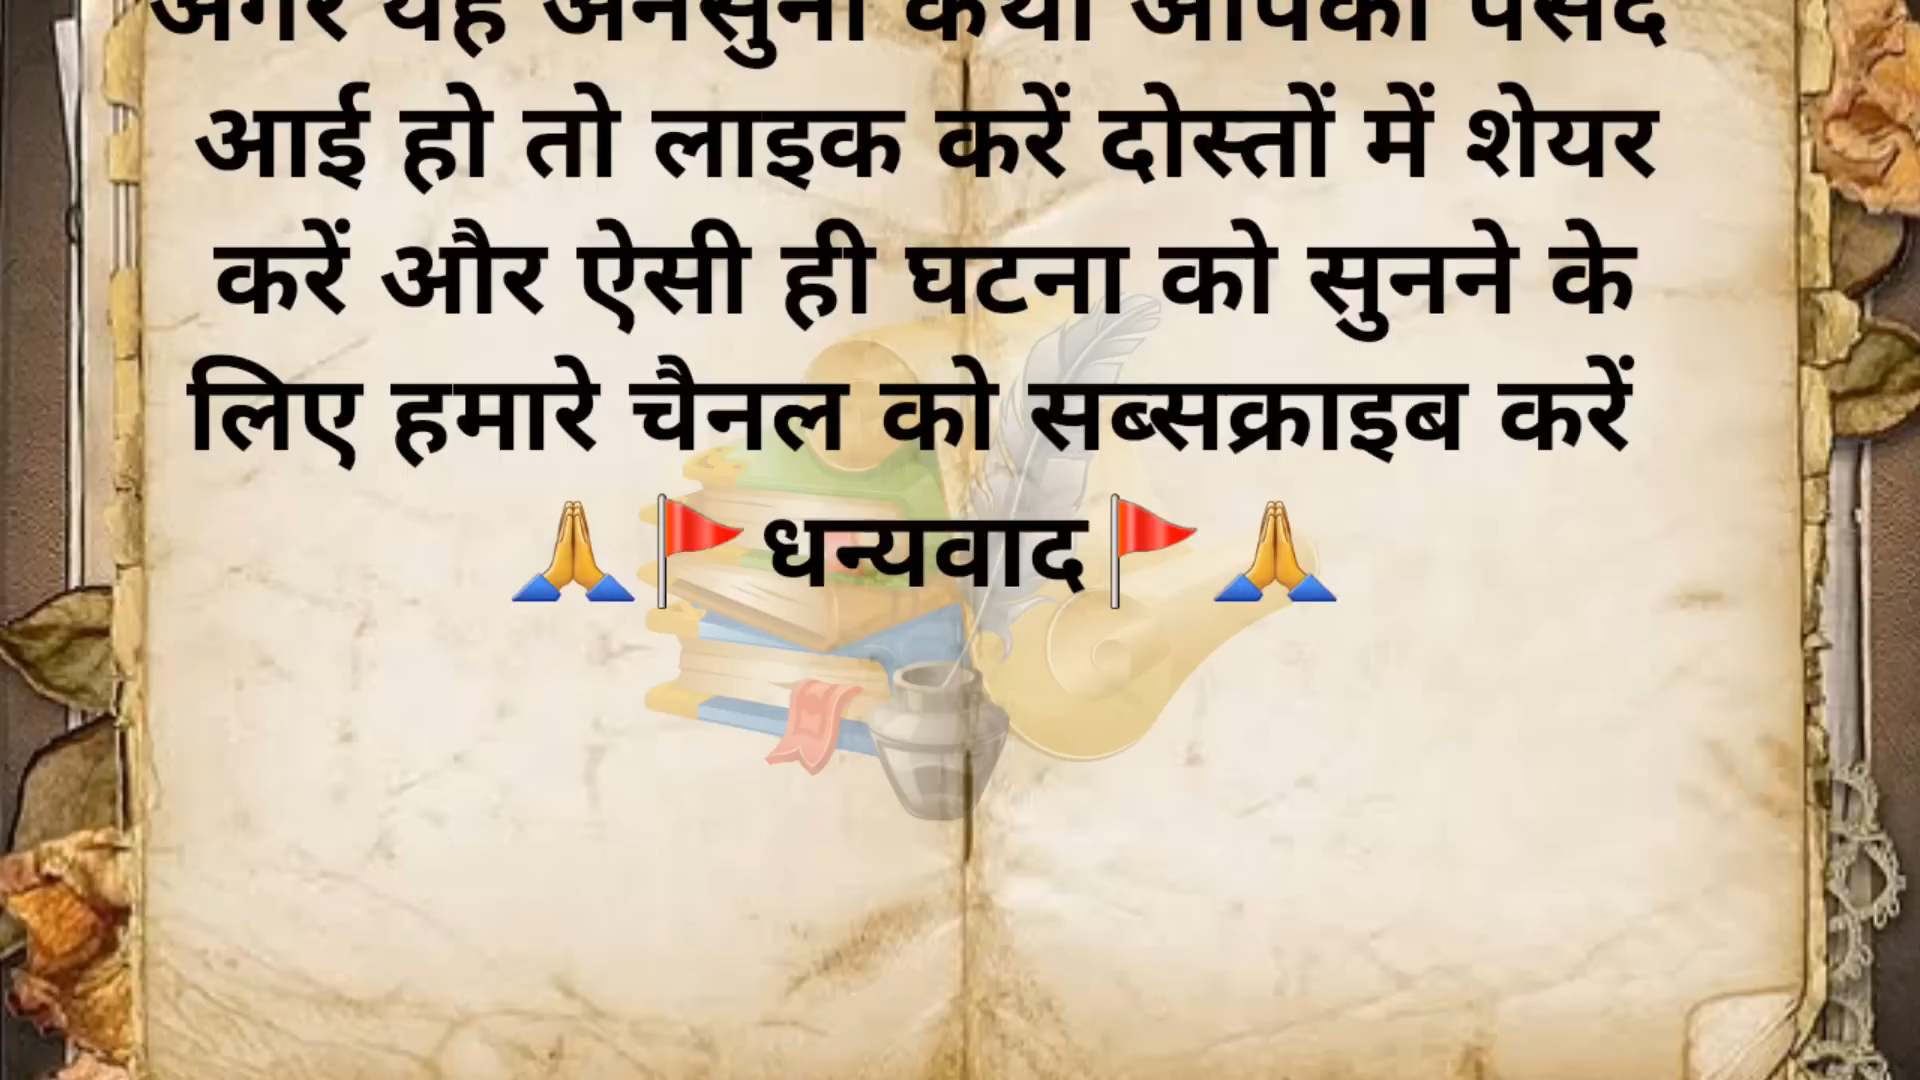 अगर यह अनसुनी कथा आपको पसंद
आई हो तो लाइक करें दोस्तों में शेयर
करें और ऐसी ही घटना को सुनने के
लिए हमारे चैनल को सब्सक्राइब करें
🙏🚩धन्यवाद🚩🙏